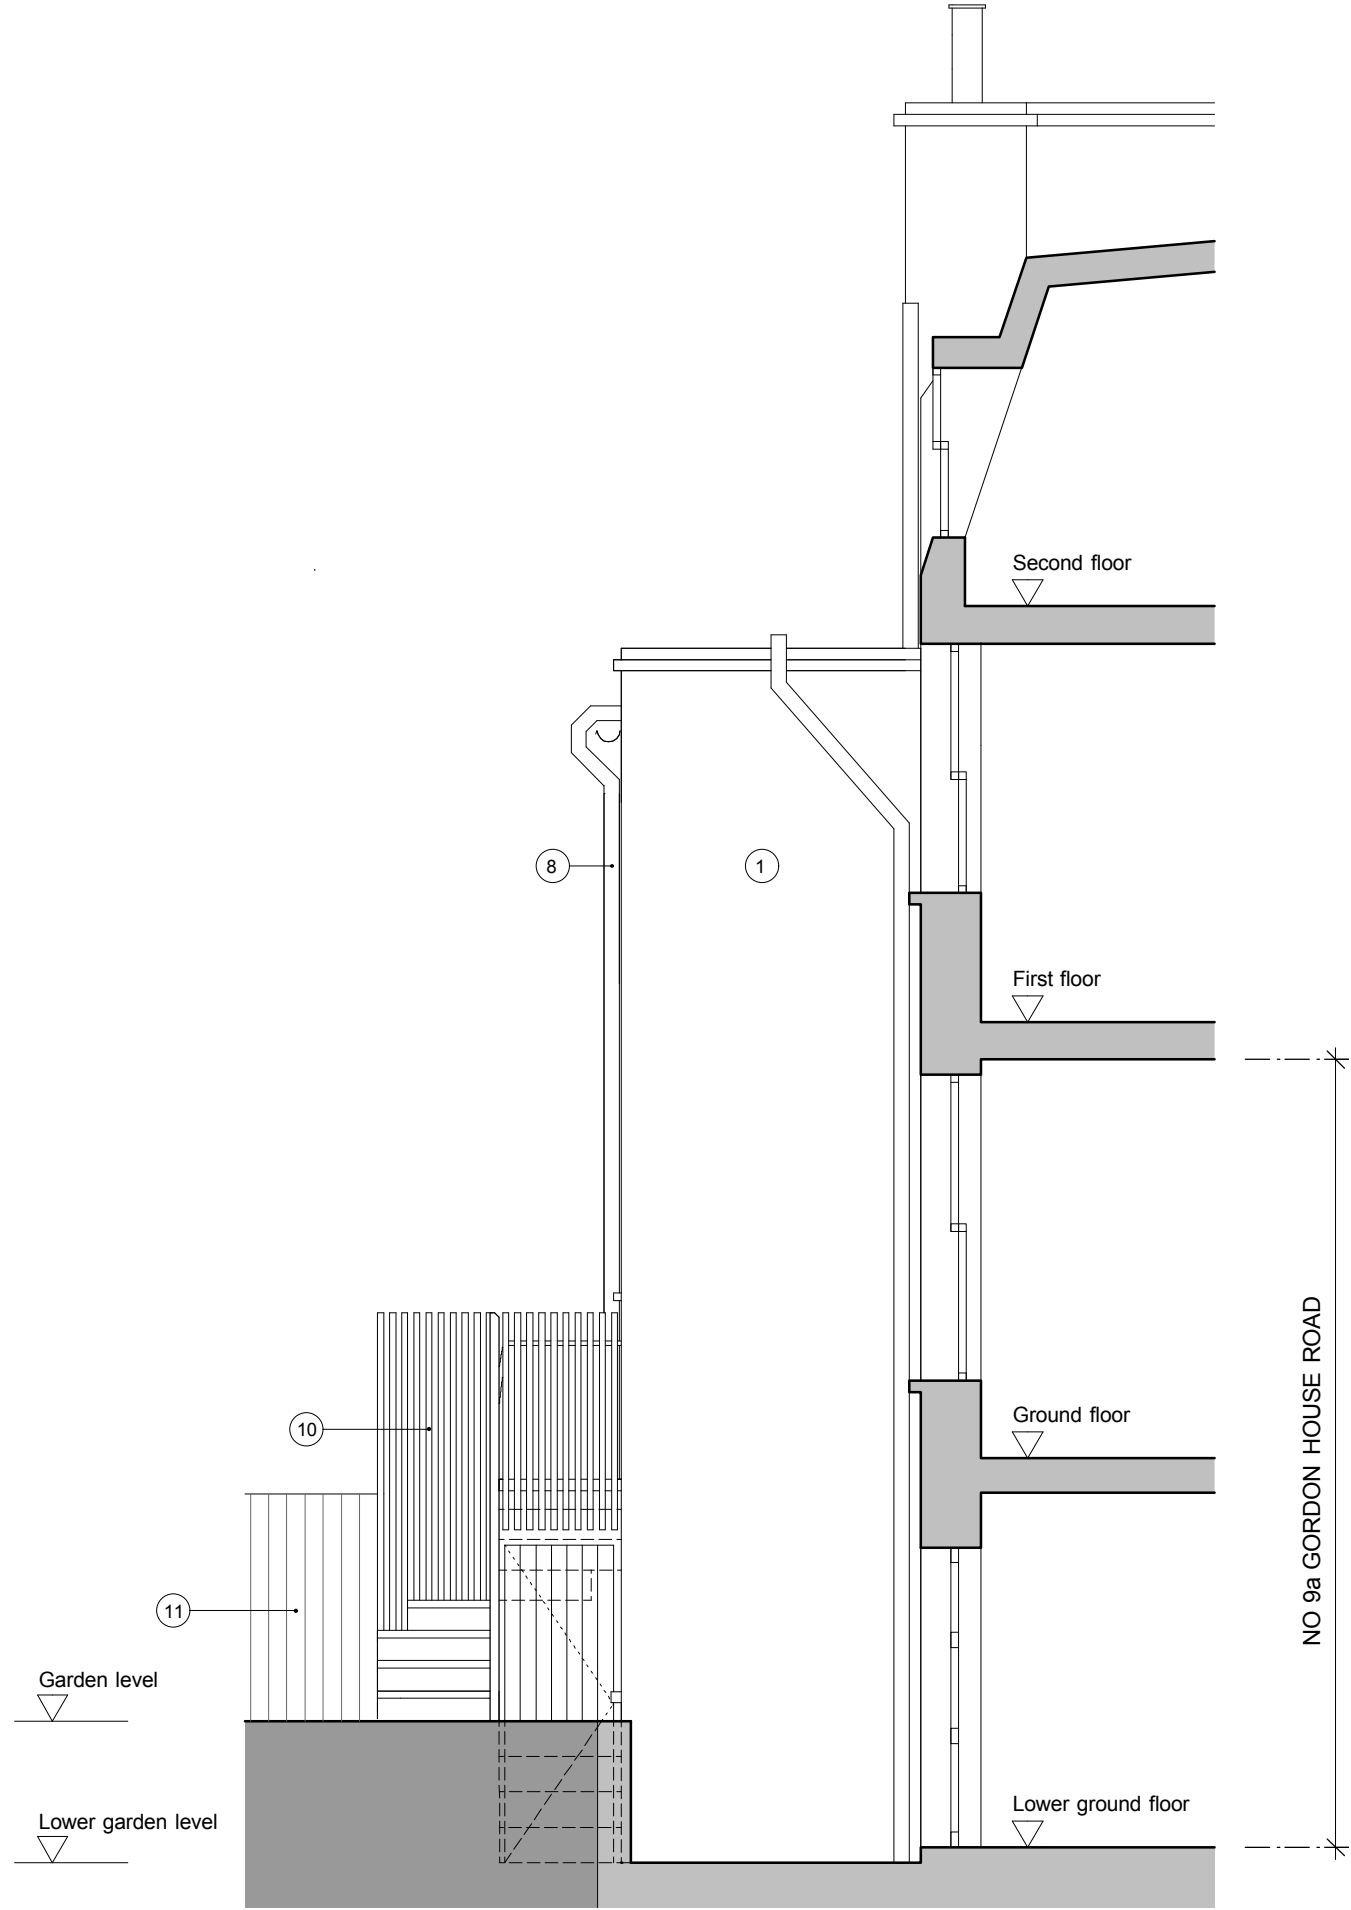 Second floor
8
1
First floor
NO 9a GORDON HOUSE ROAD
Ground floor
10
11
Garden level
Lower ground floor
Lower garden level